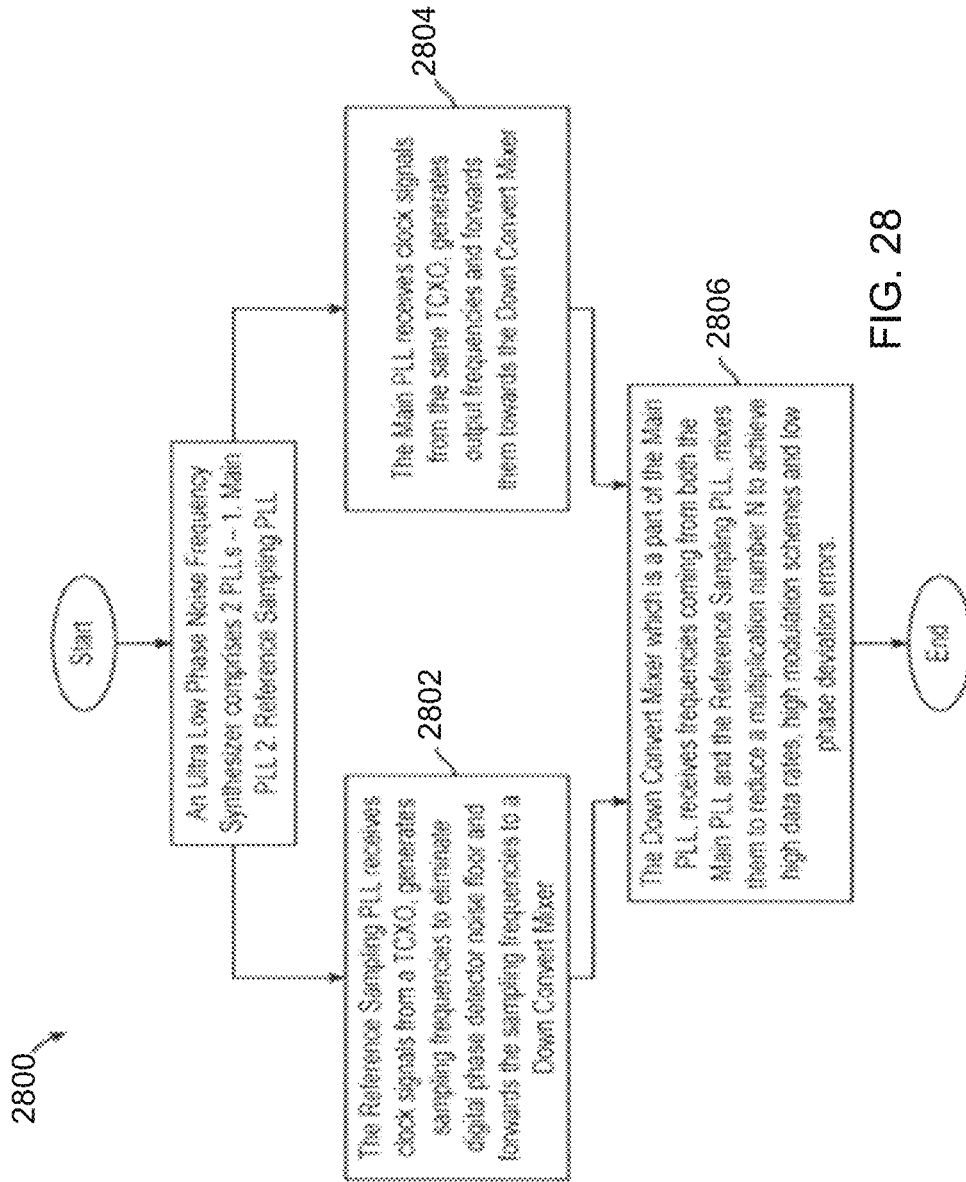 2800
Start
An Ultra Low Phase Noise Frequency
Synthesizer comprises 2 PLLs – 1. Main
PLL 2. Reference Sampling PLL
2802
The Reference Sampling PLL receives
clock signals from a TCXO, generates
sampling frequencies to eliminate
digital phase detector noise floor and
forwards the sampling frequencies to a
Down Convert Mixer
2804
The Main PLL receives clock signals
from the same TCXO, generates
output frequencies and forwards
them towards the Down Convert Mixer
2806
The Down Convert Mixer which is a part of the Main
PLL, receives frequencies coming from both the
Main PLL and the Reference Sampling PLL, mixes
them to reduce a multiplication number N to achieve
high data rates, high modulation schemes and low
phase deviation errors.
End
FIG. 28